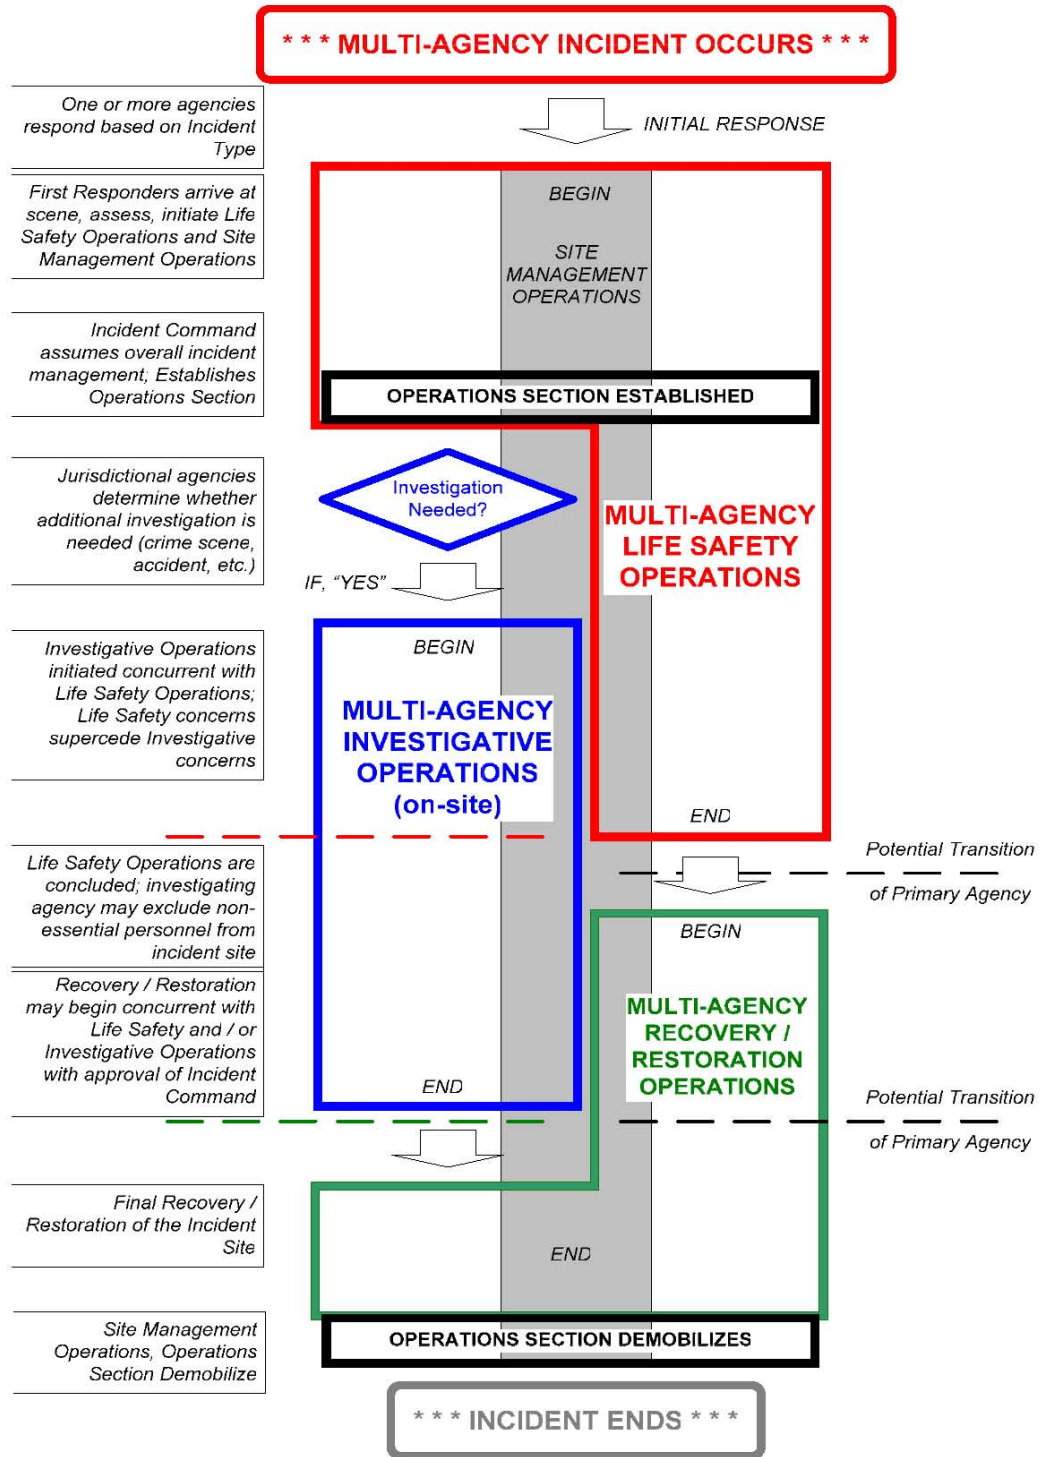 * * * MULTI-AGENCY INCIDENT OCCURS * * *
One or more agencies
respond based on Incident
Type
INITIAL RESPONSE
First Responders arrive at
scene, assess, initiate Life
Safety Operations and Site
Management Operations
BEGIN
SITE
MANAGEMENT
OPERATIONS
Incident Command
assumes overall incident
management; Establishes
Operations Section
OPERATIONS SECTION ESTABLISHED
Jurisdictional agencies
determine whether
additional investigation is
needed (crime scene,
accident, etc.)
Investigation
Needed?
MULTI-AGENCY
LIFE SAFETY
OPERATIONS
IF, “YES”
Investigative Operations
initiated concurrent with
Life Safety Operations;
Life Safety concerns
supercede Investigative
concerns
BEGIN
MULTI-AGENCY
INVESTIGATIVE
OPERATIONS
(on-site)
END
Potential Transition
of Primary Agency
Life Safety Operations are
concluded; investigating
agency may exclude non-
essential personnel from
incident site
BEGIN
MULTI-AGENCY
RECOVERY /
RESTORATION
OPERATIONS
Recovery / Restoration
may begin concurrent with
Life Safety and / or
Investigative Operations
with approval of Incident
Command
END
Potential Transition
of Primary Agency
Final Recovery /
Restoration of the Incident
Site
END
Site Management
Operations, Operations
Section Demobilize
OPERATIONS SECTION DEMOBILIZES
* * * INCIDENT ENDS * * *